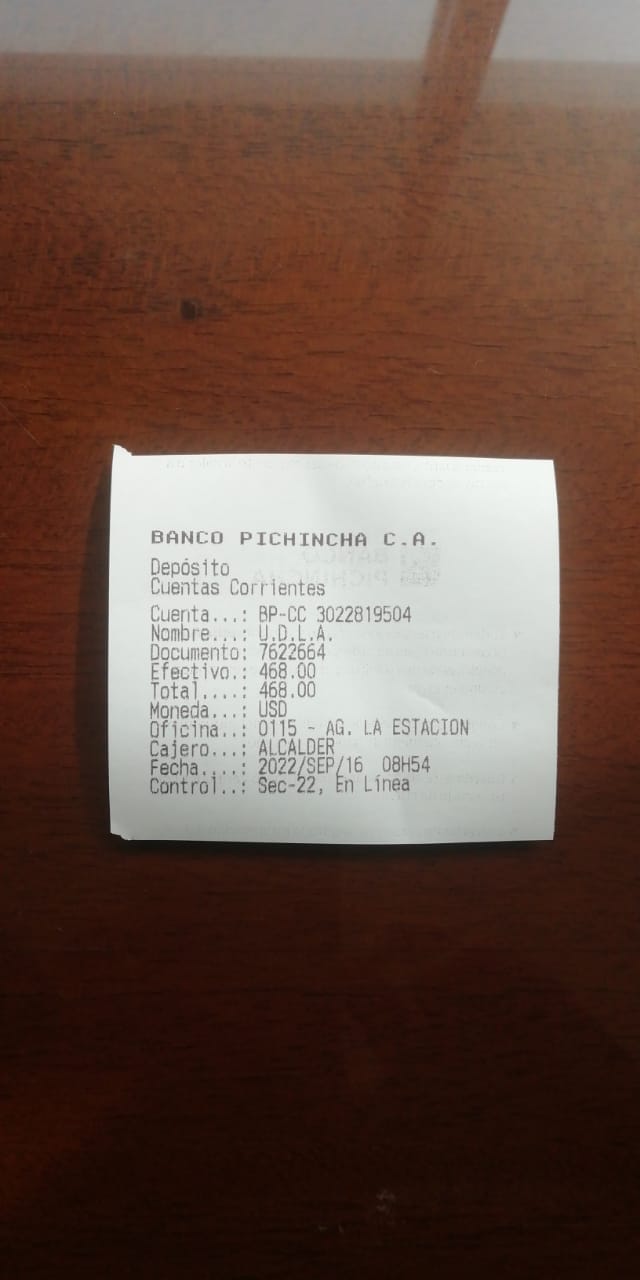 BANCO PICHINCHA C.A.
Depósito
Cuentas Corrientes
Cuenta...: BP-CC 3022819504
Nombre...: U.D.L.A.
Documento: 7622664
Efectivo.: 468.00
Total....: 468.00
Moneda...: USD
Oficina..: 0115 - AG. LA ESTACION
Cajero...: ALCALDER
Fecha....: 2022/SEP/16  08H54
Control..: Sec-22, En Línea